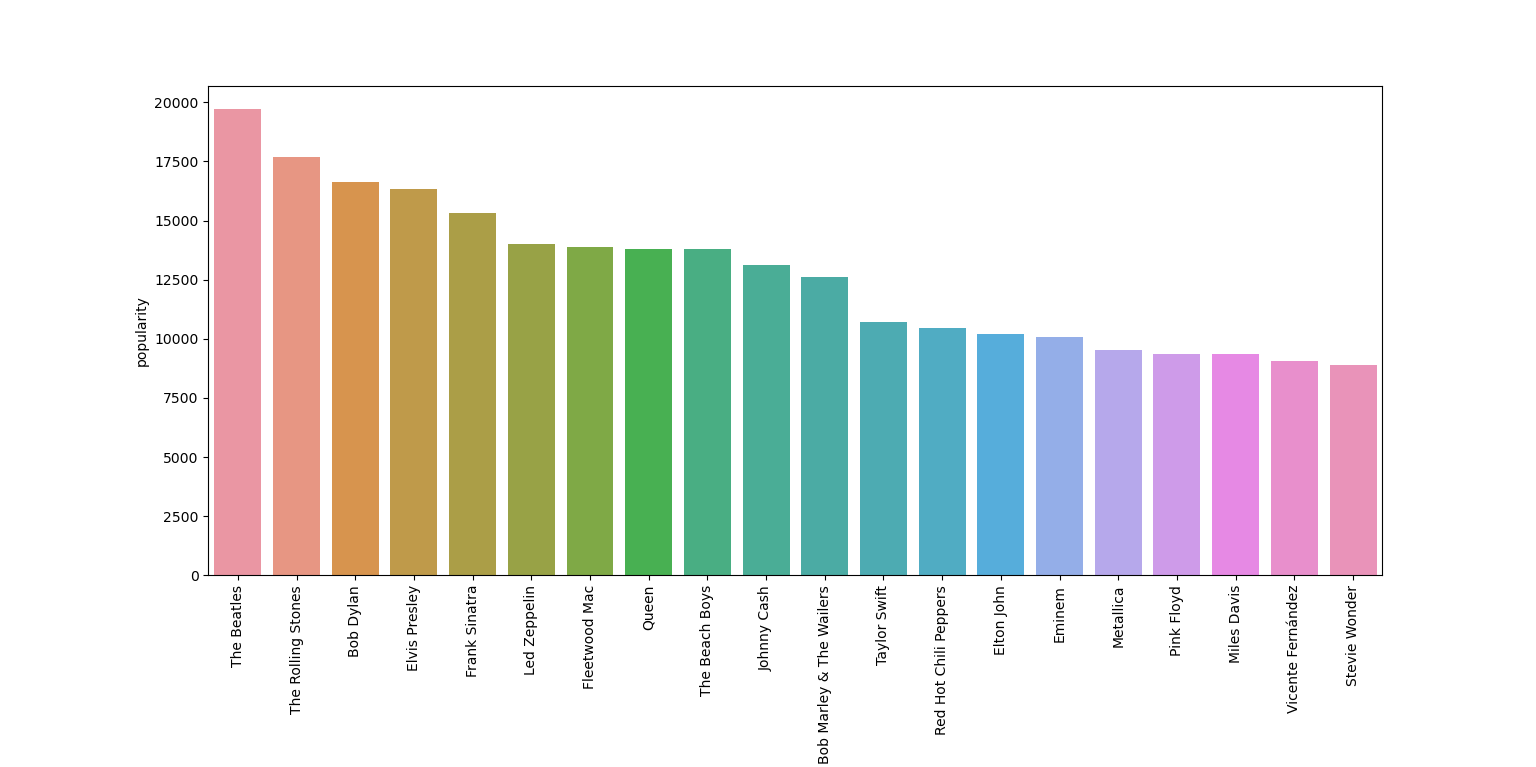 20000
17500
15000
12500
10000
7500
5000
2500
0
popularity
The Beatles
The Rolling Stones
Bob Dylan
Elvis Presley
Frank Sinatra
Led Zeppelin
Fleetwood Mac
Queen
The Beach Boys
Johnny Cash
Bob Marley & The Wailers
Taylor Swift
Red Hot Chili Peppers
Elton John
Eminem
Metallica
Pink Floyd
Miles Davis
Vicente Fernández
Stevie Wonder